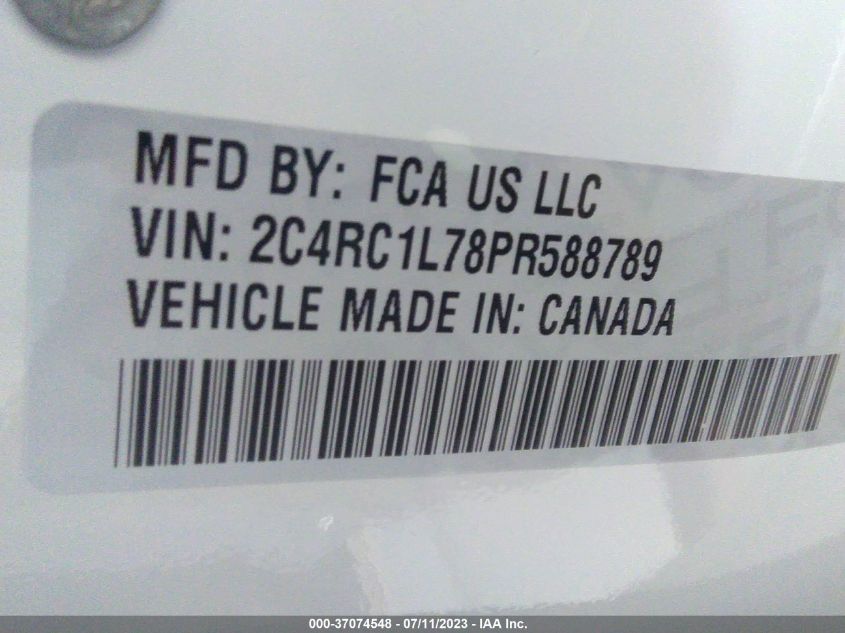 MFD BY: FCA US LLC
VIN: 2C4RC1L78PR588789
VEHICLE MADE IN: CANADA
000-37074548 - 07/11/2023 - IAA Inc.